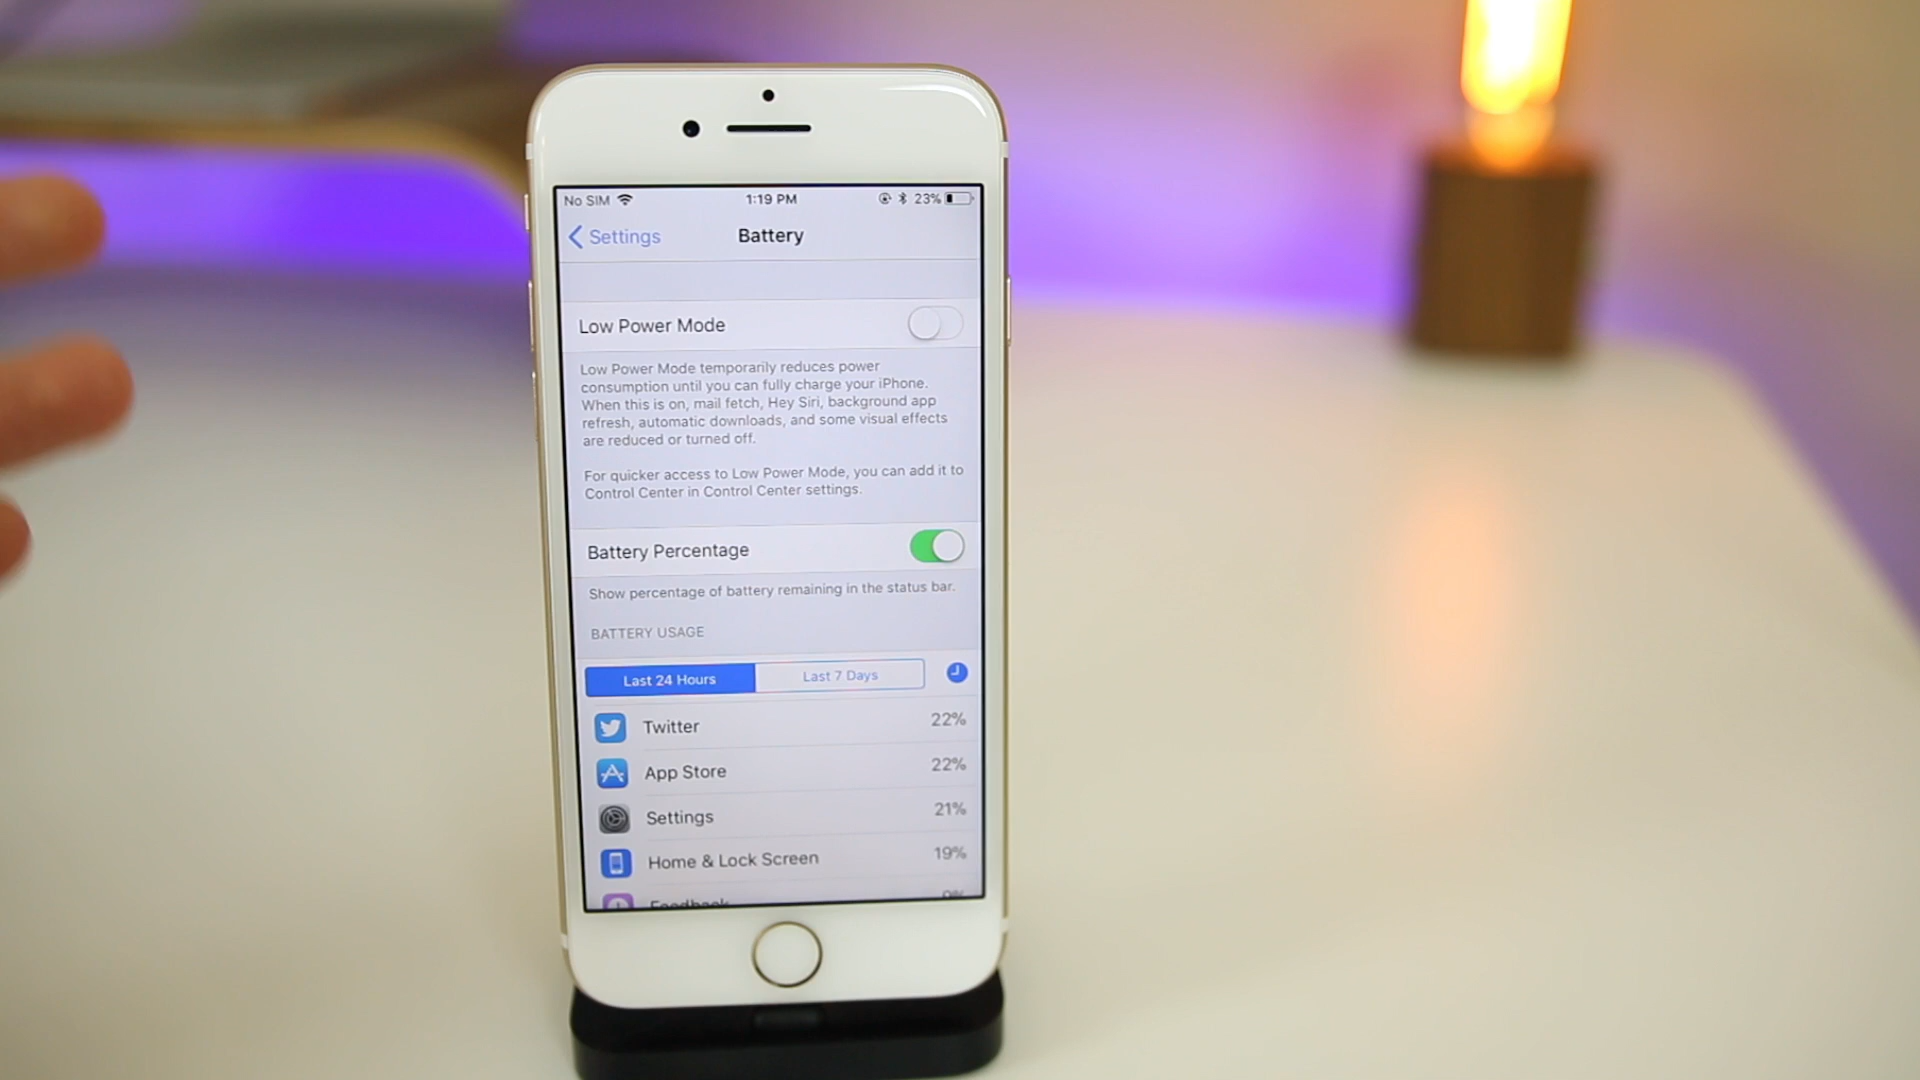 No SIM 1:19 PM 23%
Settings Battery
Low Power Mode
Low Power Mode temporarily reduces power
consumption until you can fully charge your iPhone.
When this is on, mail fetch, Hey Siri, background app
refresh, automatic downloads, and some visual effects
are reduced or turned off.
For quicker access to Low Power Mode, you can add it to
Control Center in Control Center settings.
Battery Percentage
Show percentage of battery remaining in the status bar.
BATTERY USAGE
Last 24 Hours Last 7 Days
Twitter 22%
App Store 22%
Settings 21%
Home & Lock Screen 19%
Feedback